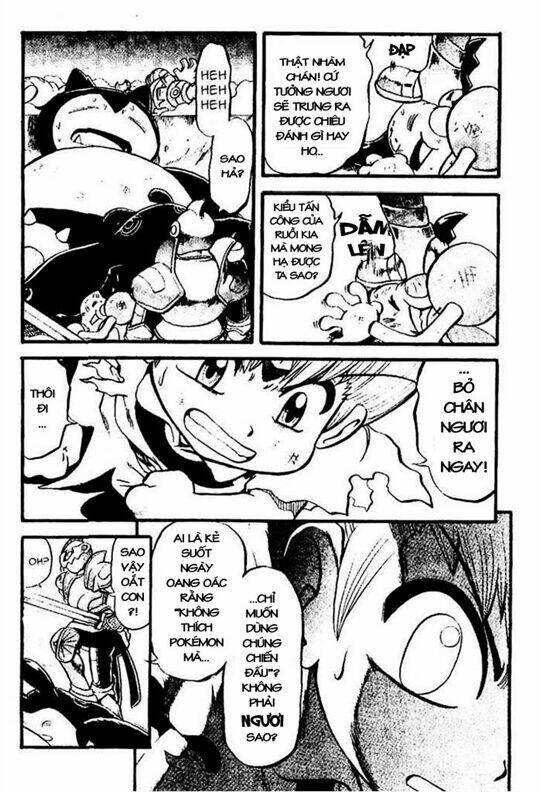 ĐẠP
THẬT NHÀM
CHÁN! CỨ
TƯỞNG NGƯƠI
SẼ TRƯNG RA
ĐƯỢC CHIÊU
ĐÁNH GÌ HAY
HO...
HEH
HEH
HEH
SAO
HẢ?
KIỂU TẤN
CÔNG CỦA
RUỒI KIA
MÀ MONG
HẠ ĐƯỢC
TA SAO?
DẪM
LÊN
...
BỎ
CHÂN
NGƯƠI
RA
NGAY!
THÔI
ĐI
...
AI LÀ KẺ
SUỐT
NGÀY
OANG OÁC
RẰNG
"KHÔNG
THÍCH
POKÉMON
MÀ...
...CHỈ
MUỐN
DÙNG
CHÚNG
CHIẾN
ĐẤU"?
KHÔNG
PHẢI
NGƯƠI
SAO?
SAO
VẬY
OẮT
CON
?!
OH?